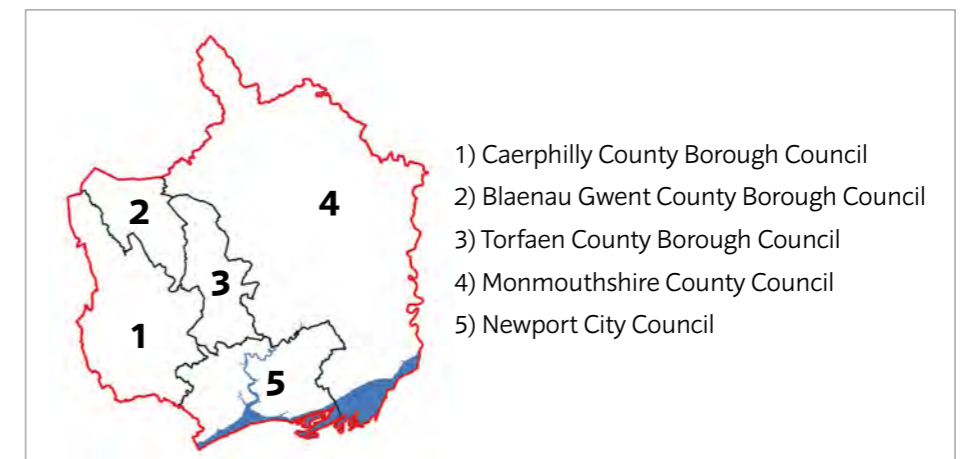 2
4
3
1
5
1) Caerphilly County Borough Council
2) Blaenau Gwent County Borough Council
3) Torfaen County Borough Council
4) Monmouthshire County Council
5) Newport City Council